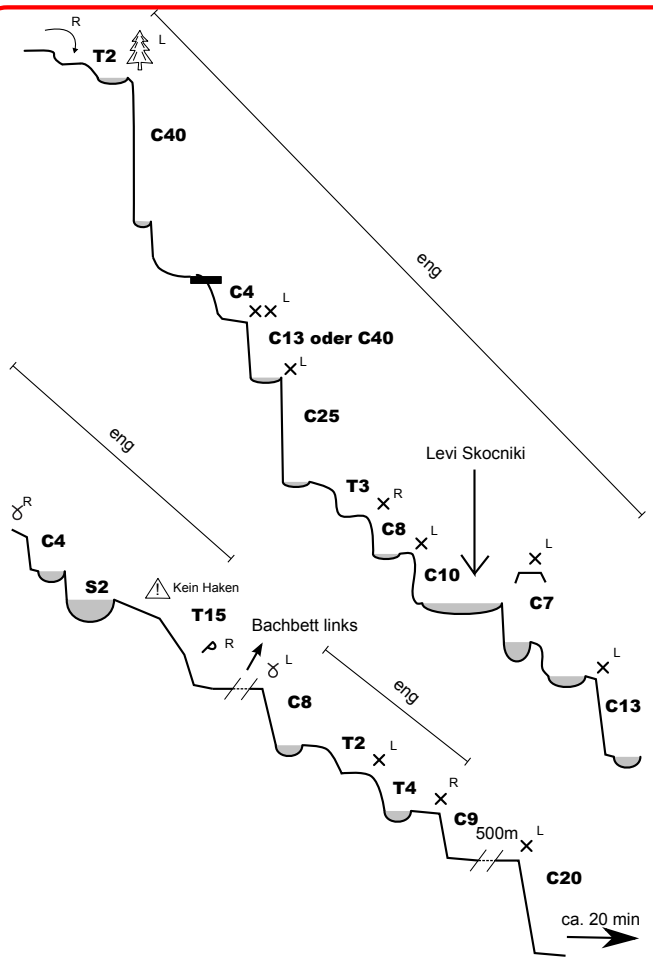 R
T2
L
C40
eng
C4
L
C13 oder C40
L
C25
Levi Skocniki
T3
R
C8
L
C10
L
C7
L
C13
eng
R
C4
S2
Kein Haken
T15
R
Bachbett links
L
C8
eng
T2
L
T4
R
C9
500m
L
C20
ca. 20 min